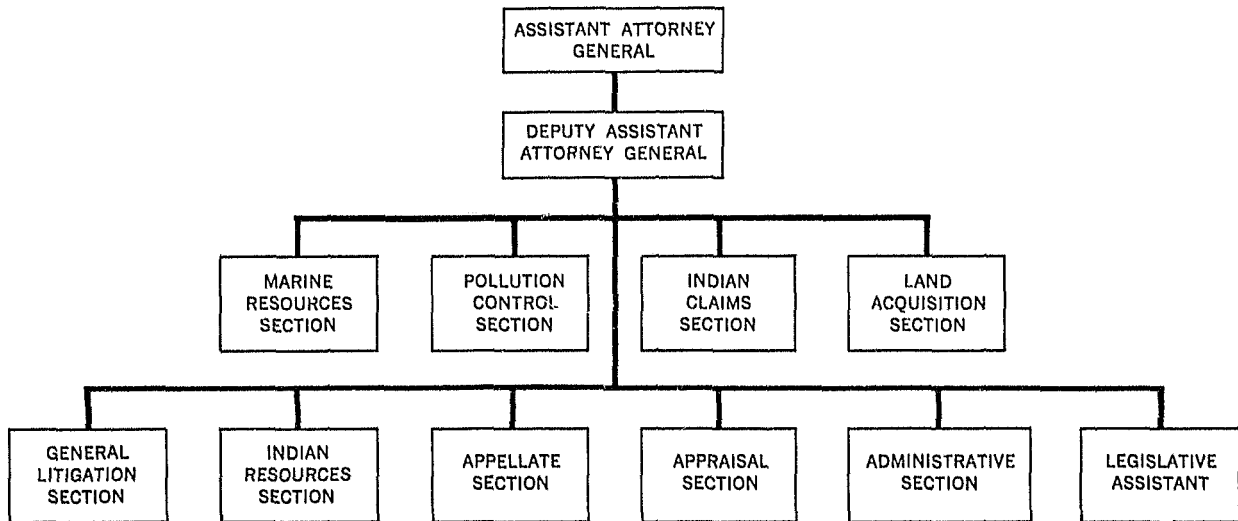 ASSISTANT ATTORNEY
GENERAL
DEPUTY ASSISTANT
ATTORNEY GENERAL
MARINE
RESOURCES
SECTION
POLLUTION
CONTROL
SECTION
INDIAN
CLAIMS
SECTION
LAND
ACQUISITION
SECTION
GENERAL
LITIGATION
SECTION
INDIAN
RESOURCES
SECTION
APPELLATE
SECTION
APPRAISAL
SECTION
ADMINISTRATIVE
SECTION
LEGISLATIVE
ASSISTANT